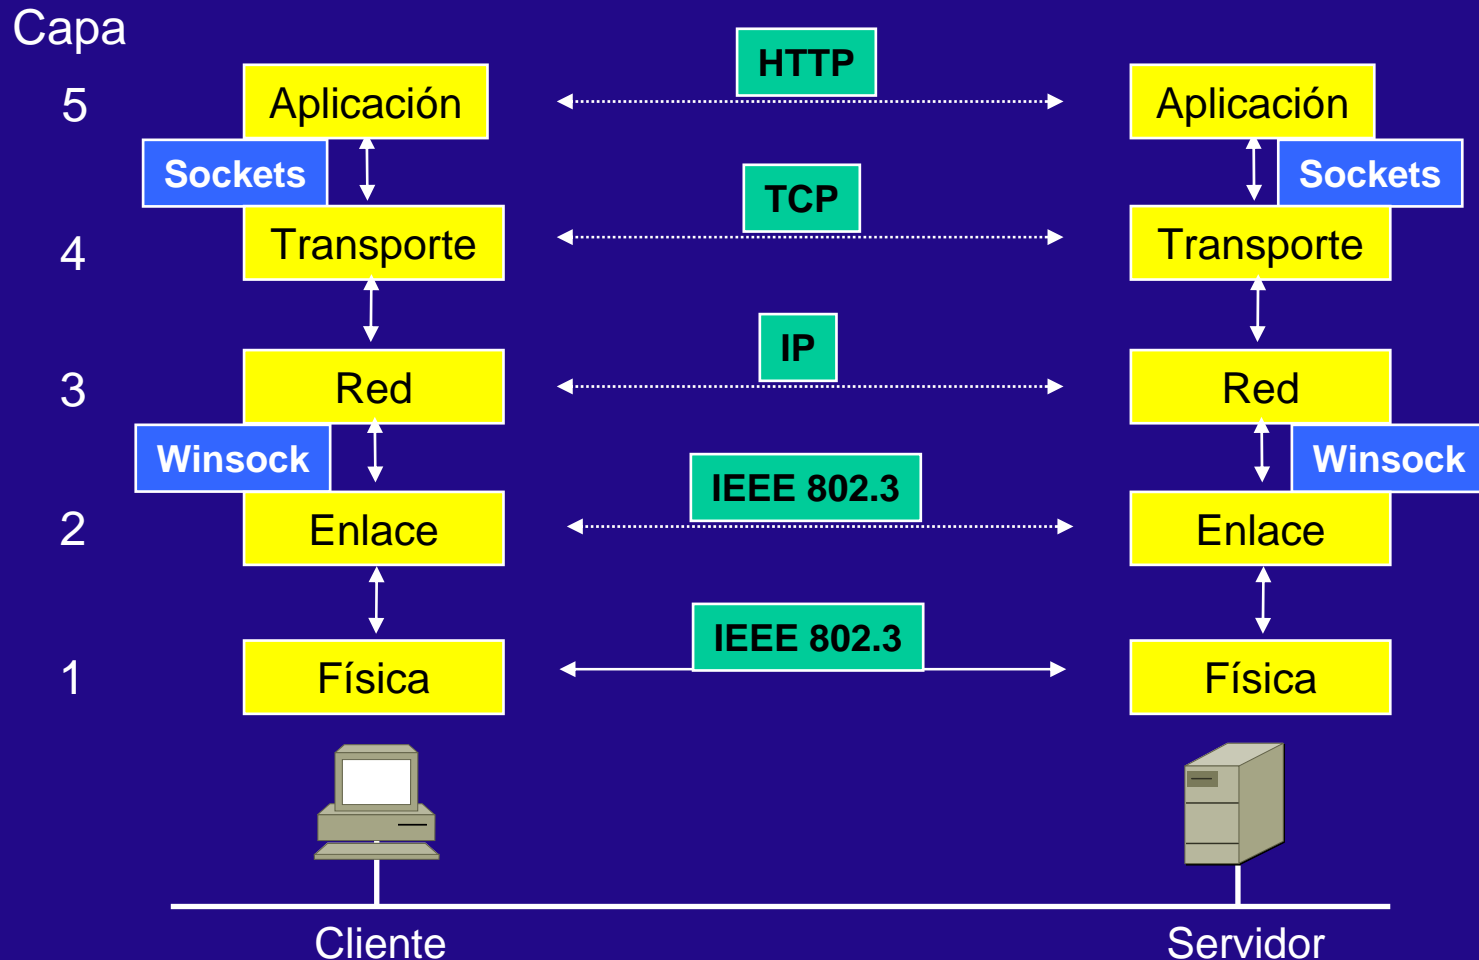 Capa
HTTP
5
Aplicación
Aplicación
Sockets
Sockets
TCP
4
Transporte
Transporte
IP
3
Red
Red
Winsock
Winsock
IEEE 802.3
2
Enlace
Enlace
IEEE 802.3
1
Física
Física
Cliente
Servidor